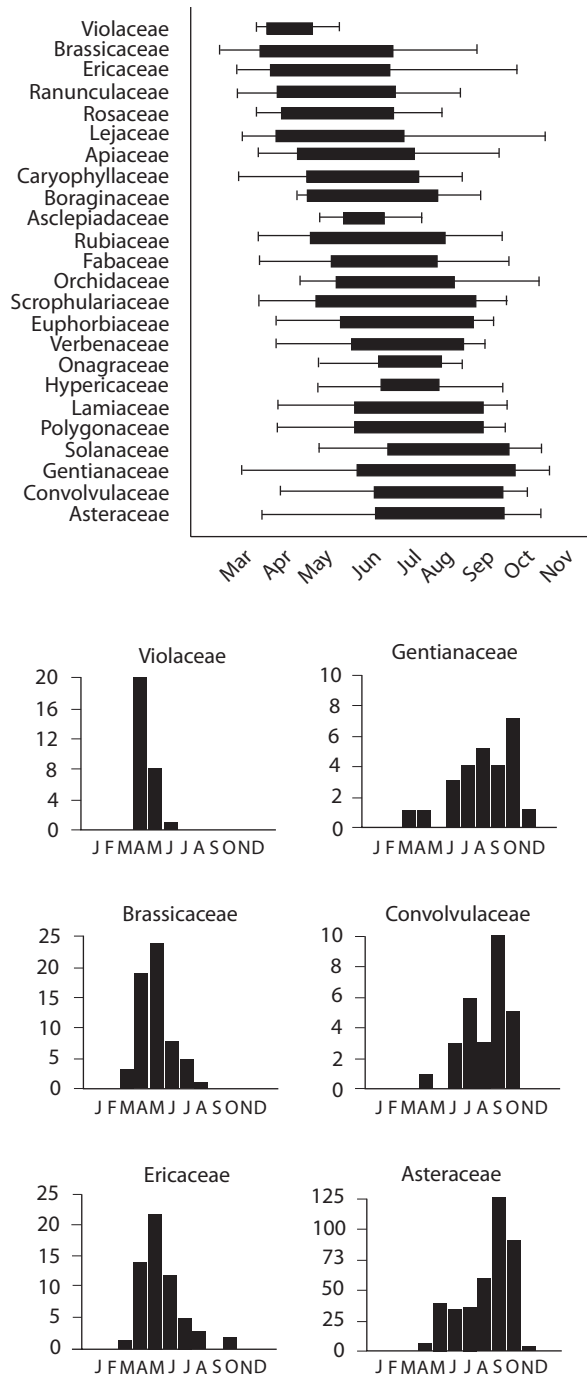 Violaceae
Brassicaceae
Ericaceae
Ranunculaceae
Rosaceae
Lejaceae
Apiaceae
Caryophyllaceae
Boraginaceae
Asclepiadaceae
Rubiaceae
Fabaceae
Orchidaceae
Scrophulariaceae
Euphorbiaceae
Verbenaceae
Onagraceae
Hypericaceae
Lamiaceae
Polygonaceae
Solanaceae
Gentianaceae
Convolvulaceae
Asteraceae
Mar Apr May Jun Jul Aug Sep Oct Nov
Violaceae
20
16
12
8
4
0
J F M A M J J A S O N D
Gentianaceae
10
8
6
4
2
0
J F M A M J J A S O N D
Brassicaceae
25
20
15
10
5
0
J F M A M J J A S O N D
Convolvulaceae
10
8
6
4
2
0
J F M A M J J A S O N D
Ericaceae
25
20
15
10
5
0
J F M A M J J A S O N D
Asteraceae
125
100
73
50
25
0
J F M A M J J A S O N D